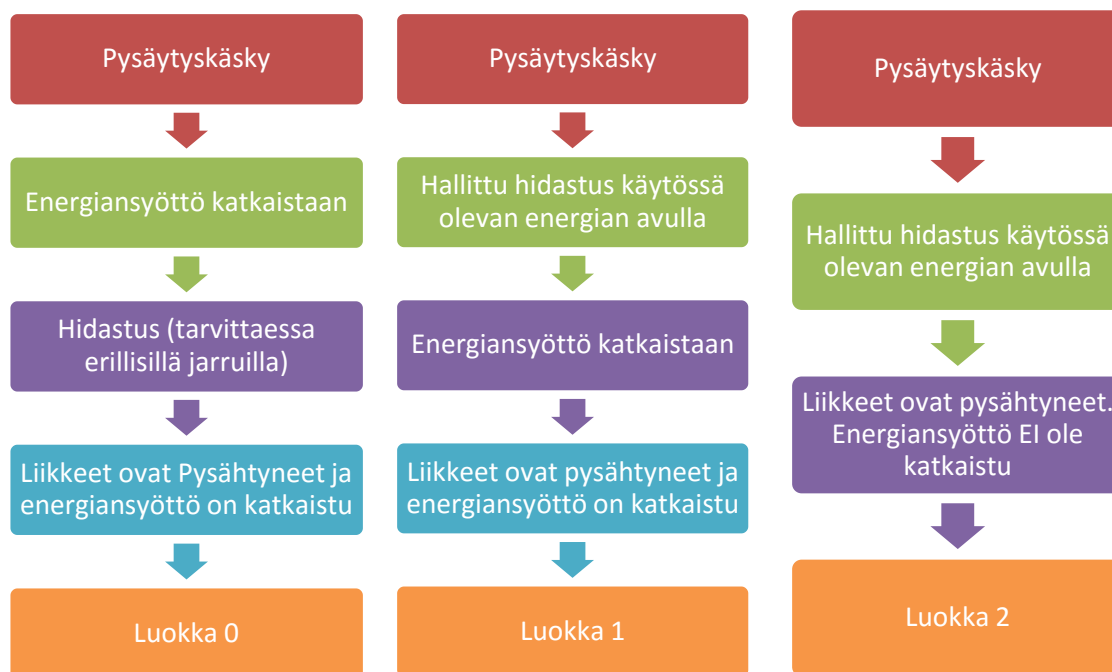 Pysäytyskäsky
Energiansyöttö katkaistaan
Hidastus (tarvittaessa
erillisillä jarruilla)
Liikkeet ovat Pysähtyneet ja
energiansyöttö on katkaistu
Luokka 0
Pysäytyskäsky
Hallittu hidastus käytössä
olevan energian avulla
Energiansyöttö katkaistaan
Liikkeet ovat pysähtyneet ja
energiansyöttö on katkaistu
Luokka 1
Pysäytyskäsky
Hallittu hidastus käytössä
olevan energian avulla
Liikkeet ovat pysähtyneet.
Energiansyöttö EI ole
katkaistu
Luokka 2